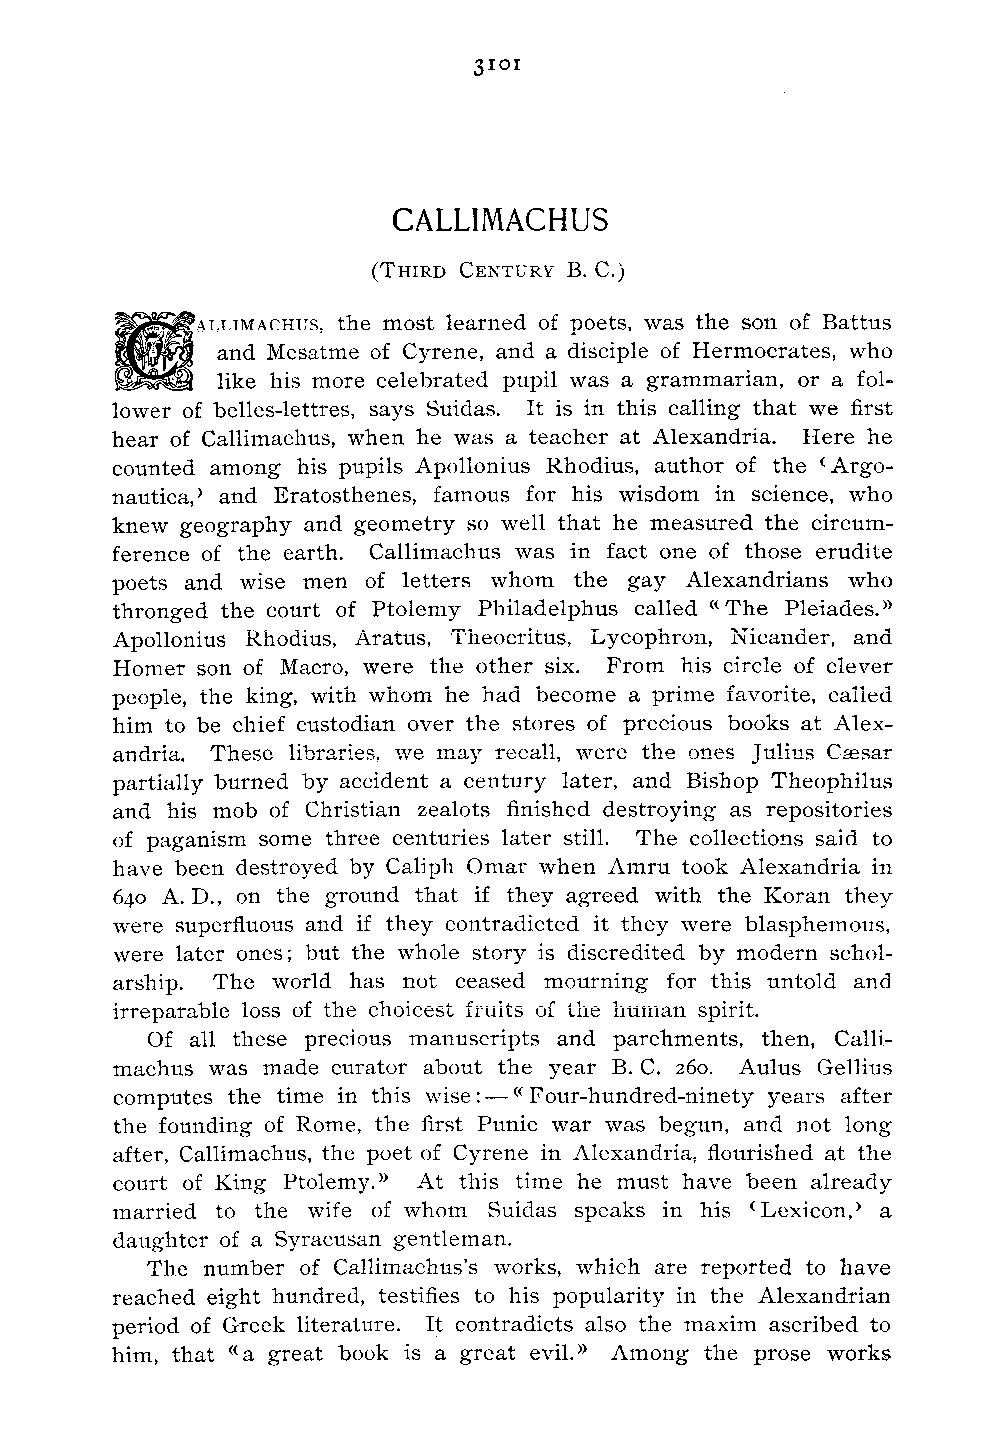 3101
CALLIMACHUS
(THIRD CENTURY B. C.)
CALLIMACHUS, the most learned of poets, was the son of Battus
and Mesatme of Cyrene, and a disciple of Hermocrates, who
like his more celebrated pupil was a grammarian, or a fol-
lower of belles-lettres, says Suidas. It is in this calling that we first
hear of Callimachus, when he was a teacher at Alexandria. Here he
counted among his pupils Apollonius Rhodius, author of the ‘Argo-
nautica,’ and Eratosthenes, famous for his wisdom in science, who
knew geography and geometry so well that he measured the circum-
ference of the earth. Callimachus was in fact one of those erudite
poets and wise men of letters whom the gay Alexandrians who
thronged the court of Ptolemy Philadelphus called “The Pleiades.”
Apollonius Rhodius, Aratus, Theocritus, Lycophron, Nicander, and
Homer son of Macro, were the other six. From his circle of clever
people, the king, with whom he had become a prime favorite, called
him to be chief custodian over the stores of precious books at Alex-
andria. These libraries, we may recall, were the ones Julius Cæsar
partially burned by accident a century later, and Bishop Theophilus
and his mob of Christian zealots finished destroying as repositories
of paganism some three centuries later still. The collections said to
have been destroyed by Caliph Omar when Amru took Alexandria in
640 A. D., on the ground that if they agreed with the Koran they
were superfluous and if they contradicted it they were blasphemous,
were later ones; but the whole story is discredited by modern schol-
arship. The world has not ceased mourning for this untold and
irreparable loss of the choicest fruits of the human spirit.
Of all these precious manuscripts and parchments, then, Calli-
machus was made curator about the year B. C. 260. Aulus Gellius
computes the time in this wise:—“Four-hundred-ninety years after
the founding of Rome, the first Punic war was begun, and not long
after, Callimachus, the poet of Cyrene in Alexandria, flourished at the
court of King Ptolemy.” At this time he must have been already
married to the wife of whom Suidas speaks in his ‘Lexicon,’ a
daughter of a Syracusan gentleman.
The number of Callimachus's works, which are reported to have
reached eight hundred, testifies to his popularity in the Alexandrian
period of Greek literature. It contradicts also the maxim ascribed to
him, that “a great book is a great evil.” Among the prose works